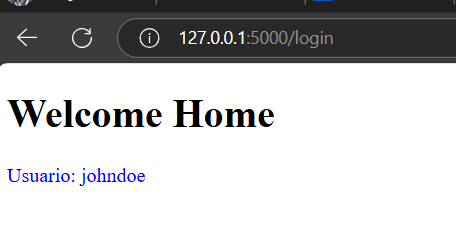 127.0.0.1:5000/login
Welcome Home
Usuario: johndoe